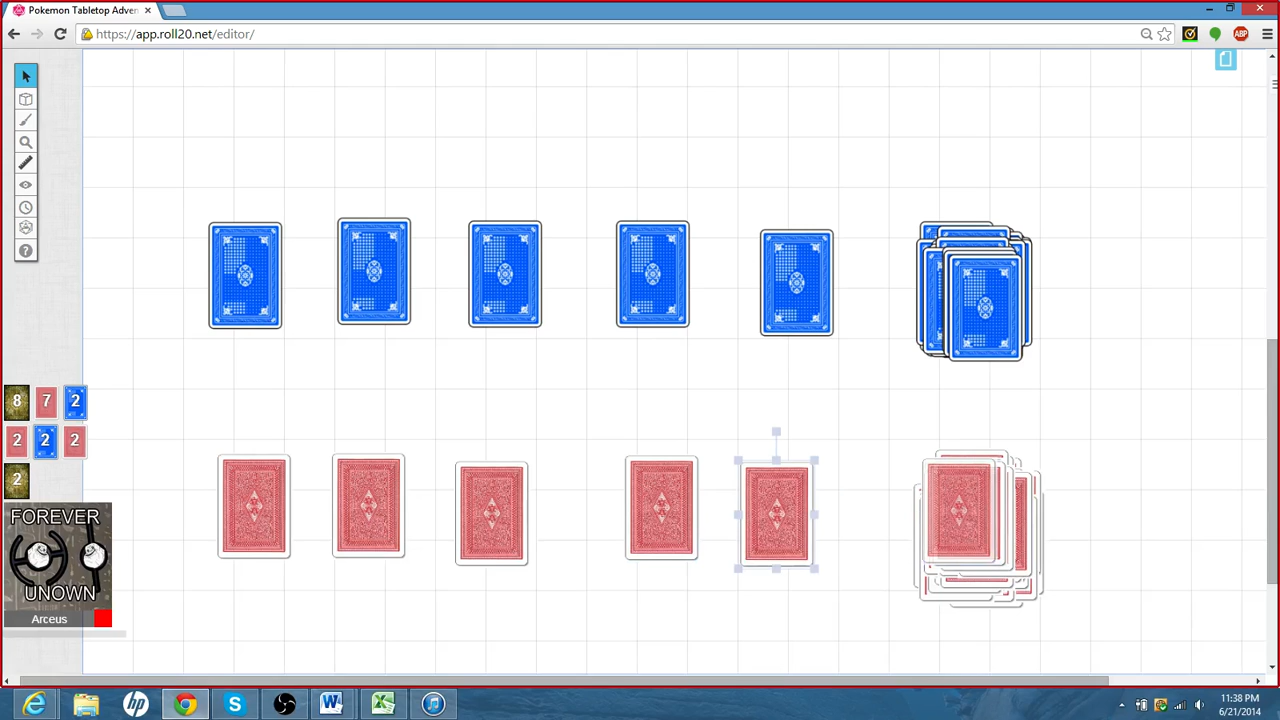 Pokemon Tabletop Adven
https://app.roll20.net/editor/
ABP
?
8 7 2
2 2 2
2
FOREVER
UNOWN
Arceus
11:38 PM
6/21/2014